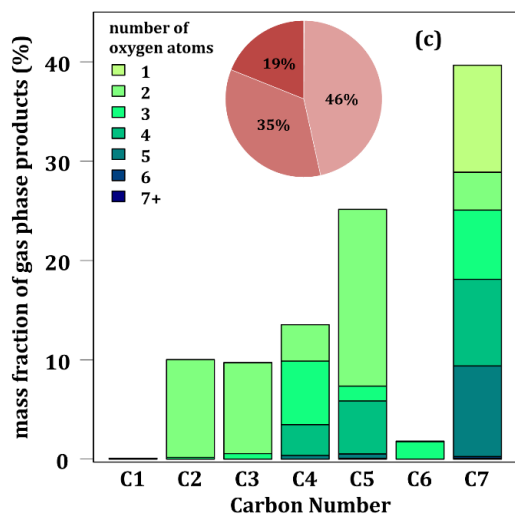 (c)
number of
oxygen atoms
1
2
3
4
5
6
7+
19%
46%
35%
mass fraction of gas phase products (%)
40
30
20
10
0
C1 C2 C3 C4 C5 C6 C7
Carbon Number